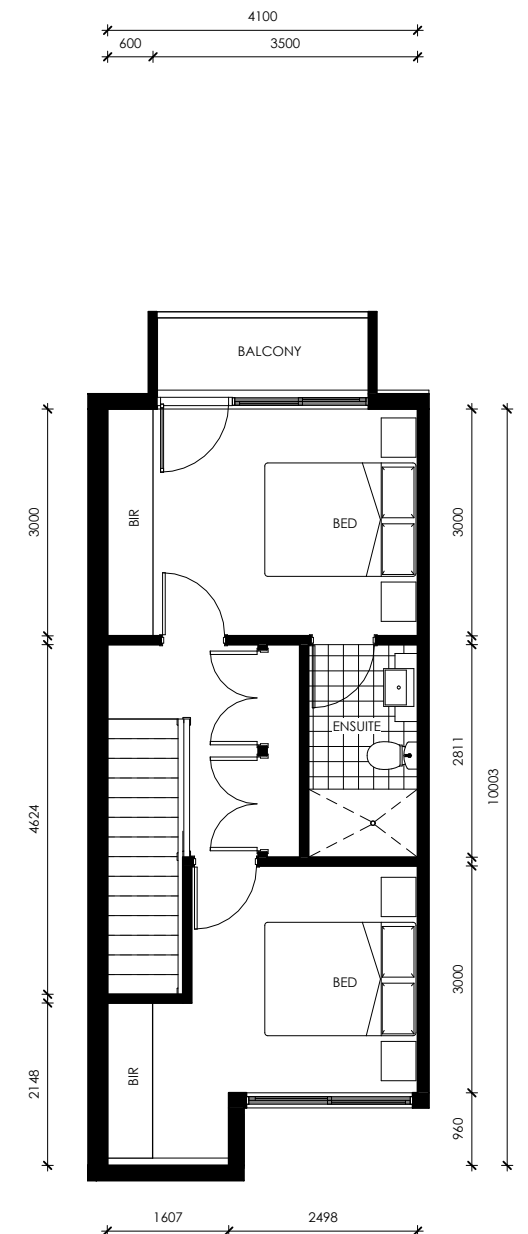 4100
600
3500
BALCONY
3000
BIR
BED
3000
ENSUITE
2811
10003
4624
BED
3000
BIR
2148
960
1607
2498